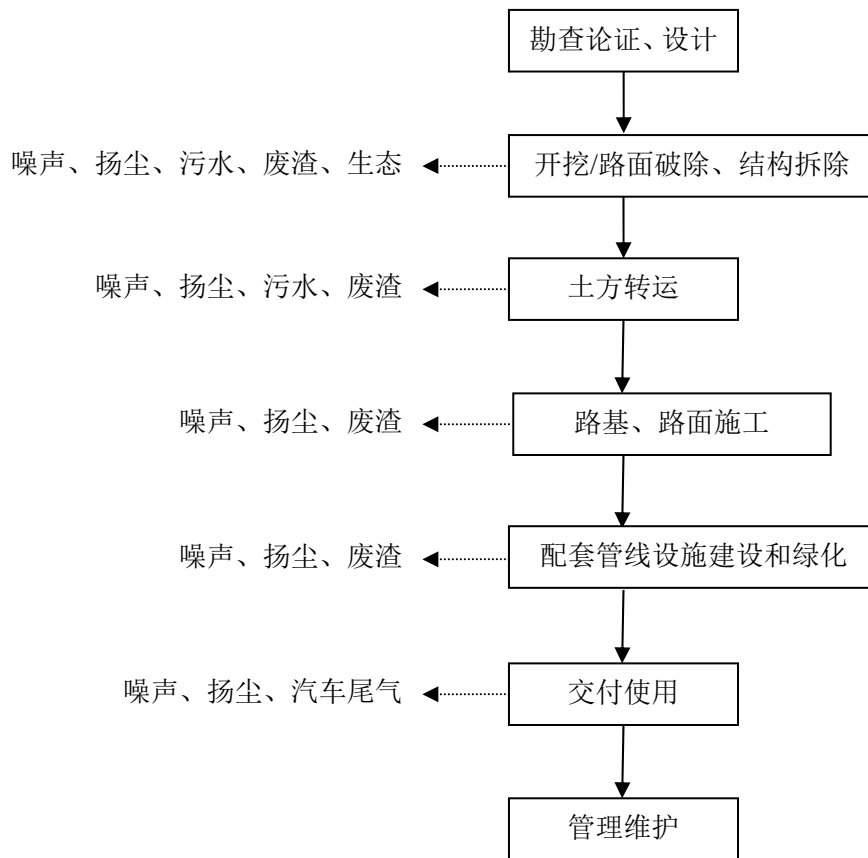 勘查论证、设计
噪声、扬尘、污水、废渣、生态
开挖/路面破除、结构拆除
噪声、扬尘、污水、废渣
土方转运
噪声、扬尘、废渣
路基、路面施工
噪声、扬尘、废渣
配套管线设施建设和绿化
噪声、扬尘、汽车尾气
交付使用
管理维护